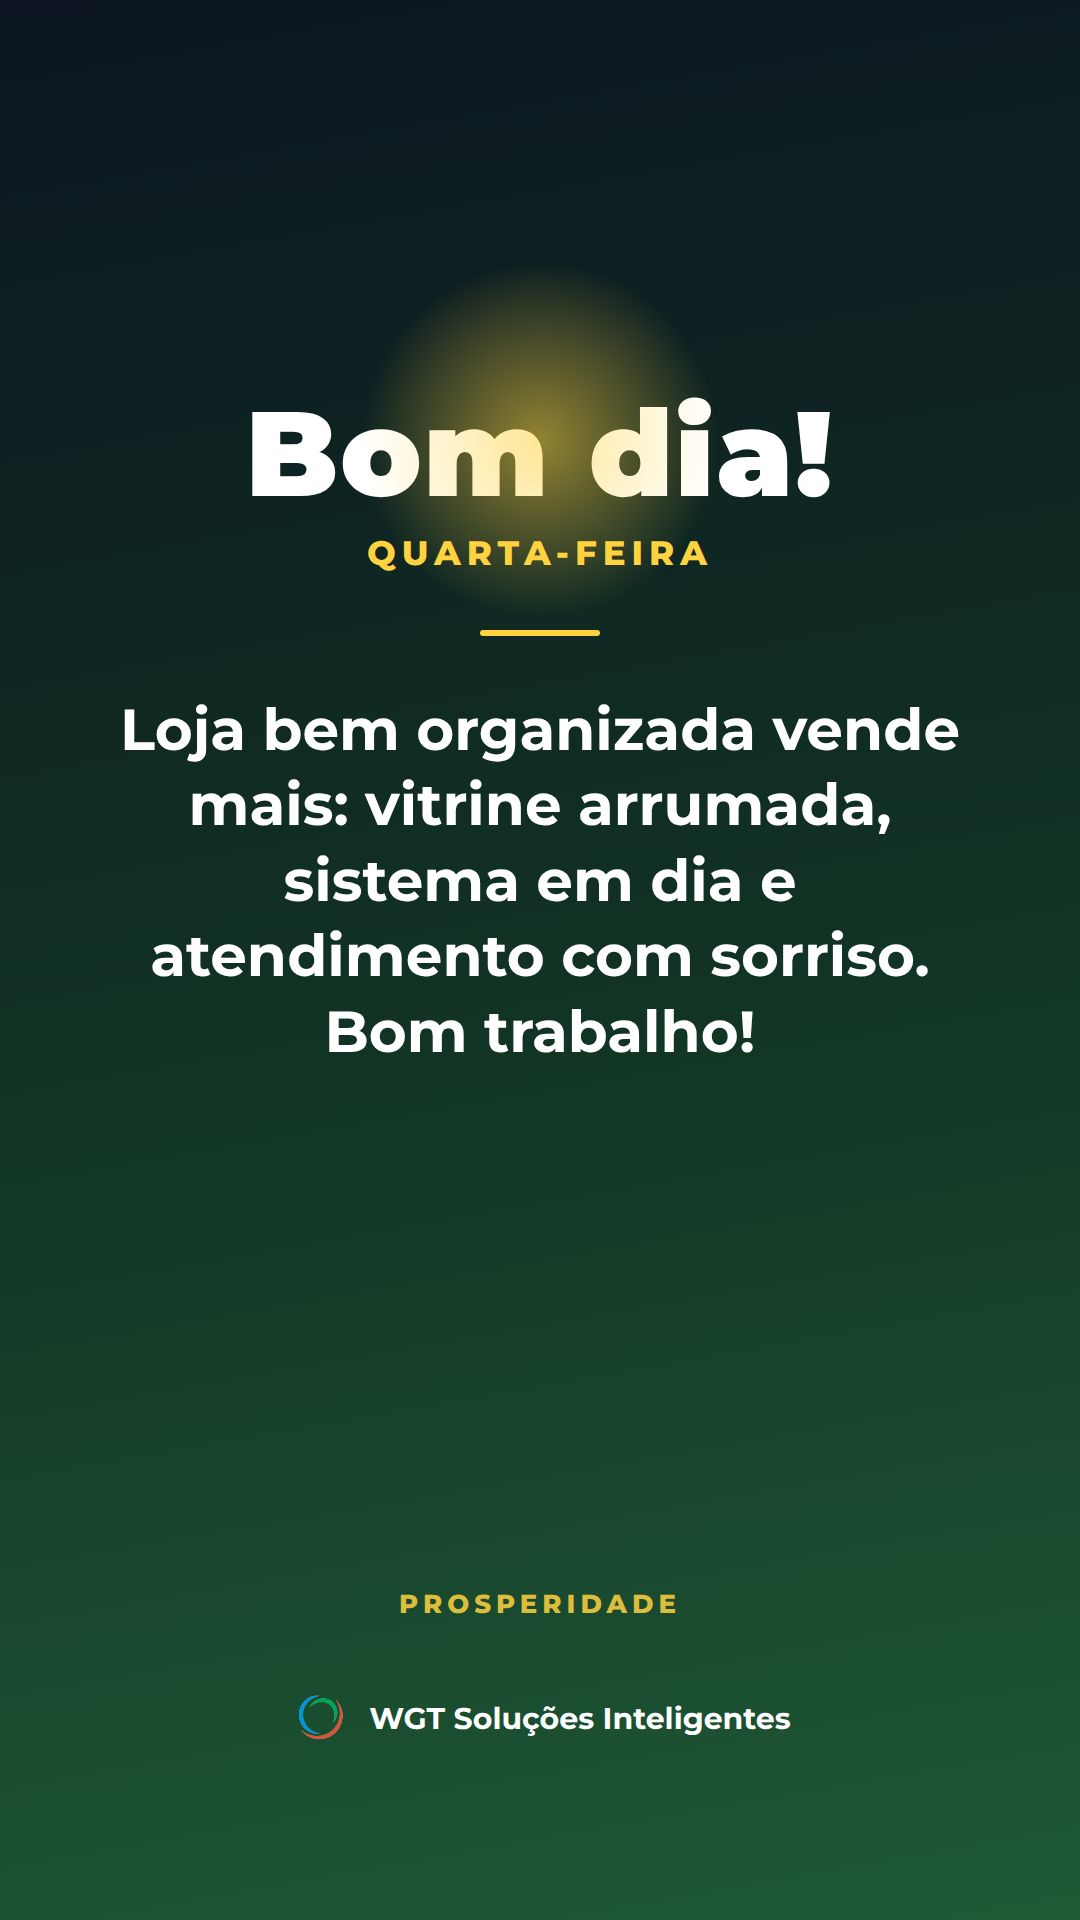 Bom dia!
QUARTA-FEIRA
Loja bem organizada vende
mais: vitrine arrumada,
sistema em dia e
atendimento com sorriso.
Bom trabalho!
PROSPERIDADE
WGT Soluções Inteligentes